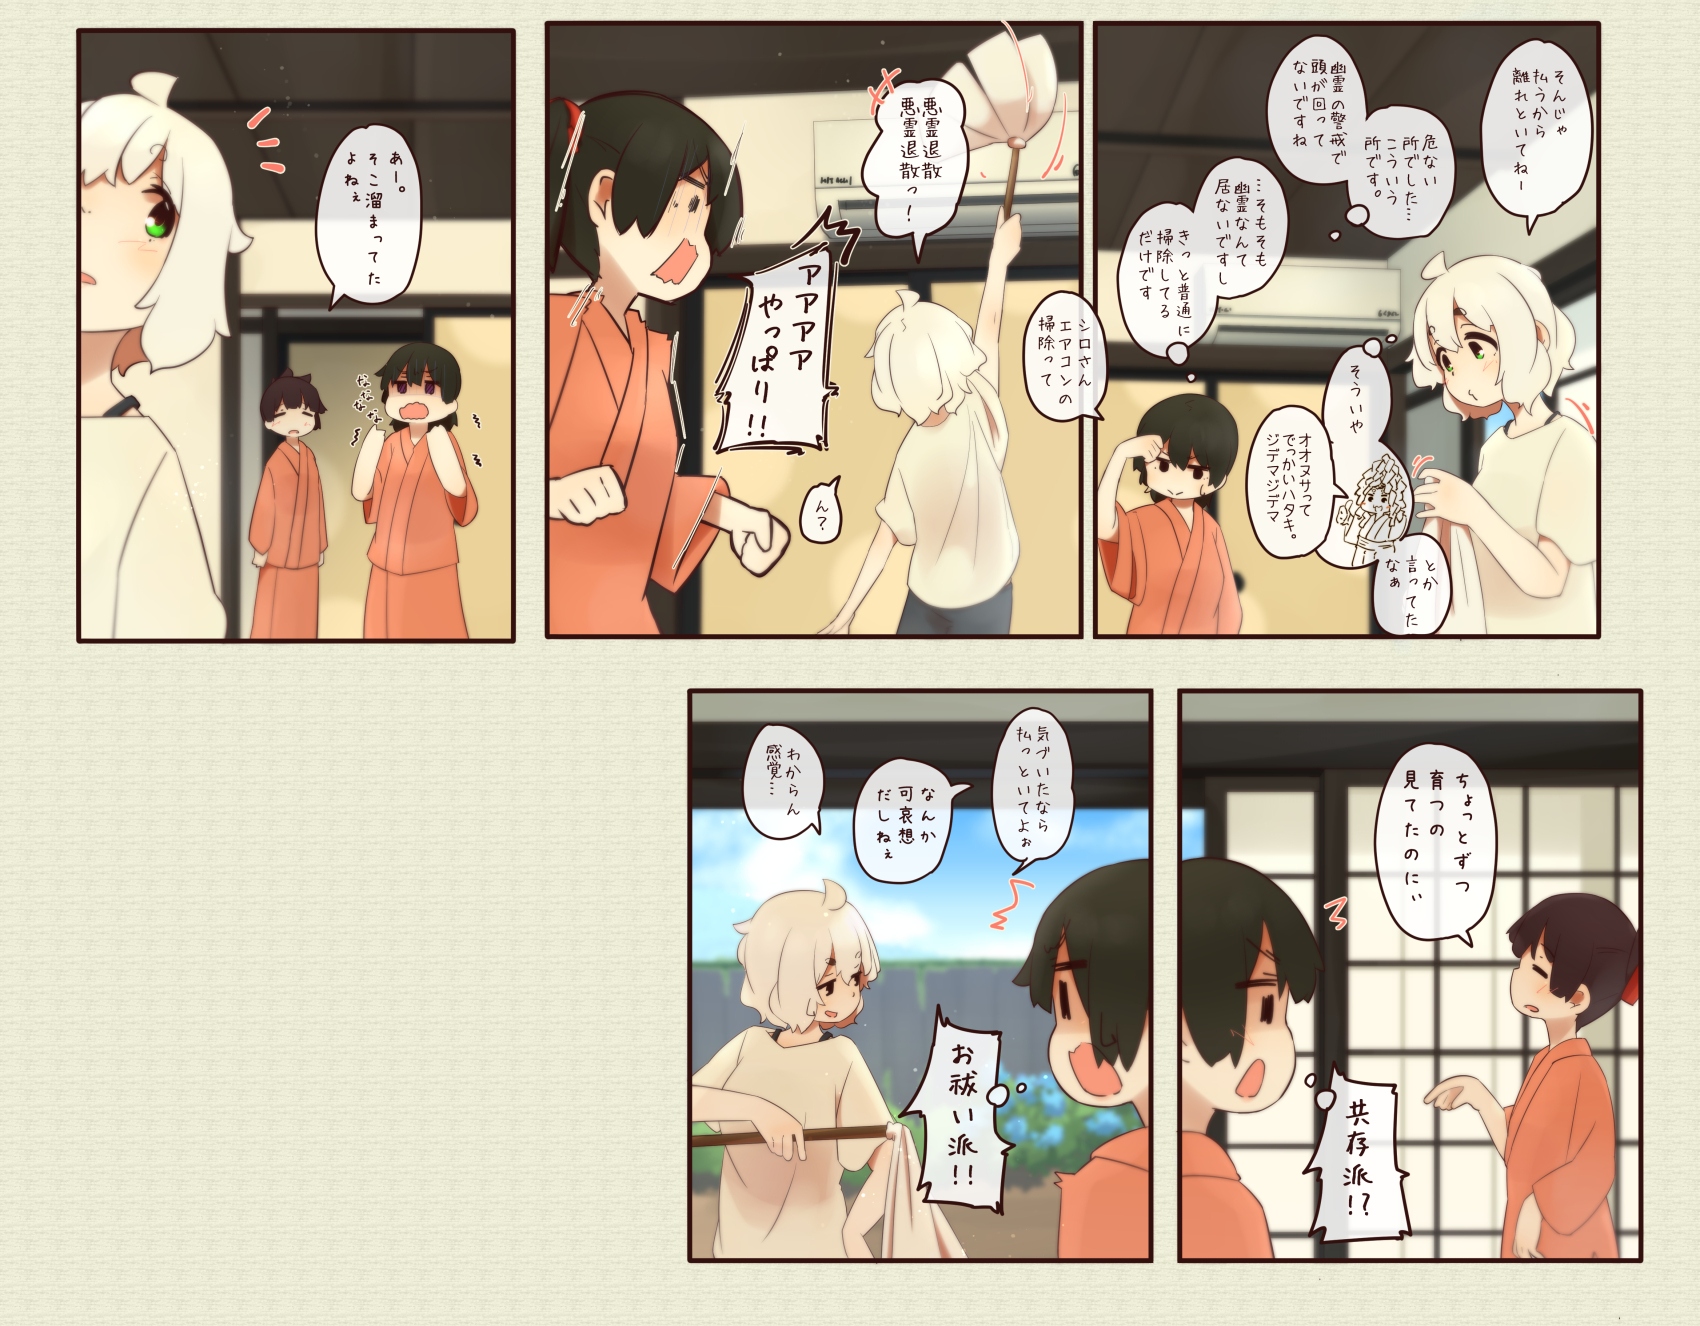 そんじゃ
払うから
離れといてねー
幽霊の警戒で
頭が回って
ないですね
危ない
所でした…
こういう
所です。
…そもそも
幽霊なんて
居ないですし
きっと普通に
掃除してる
だけです
そういや
オオヌサって
でっかいハタキ。
ジデマジデマ
とか
言ってた
なぁ
シロさん
エアコンの
掃除って
悪霊退散
悪霊退散っ！
アアアア
やっぱり!!
ん？
あー。
そこ溜まってた
よねぇ
なな
なな
ちょっとずつ
育つの
見てたのに〃
共存派!?
気づいたなら
払っといてよぉ
なんか
可哀想
だしねぇ
わからん
感覚…
お祓い派!!